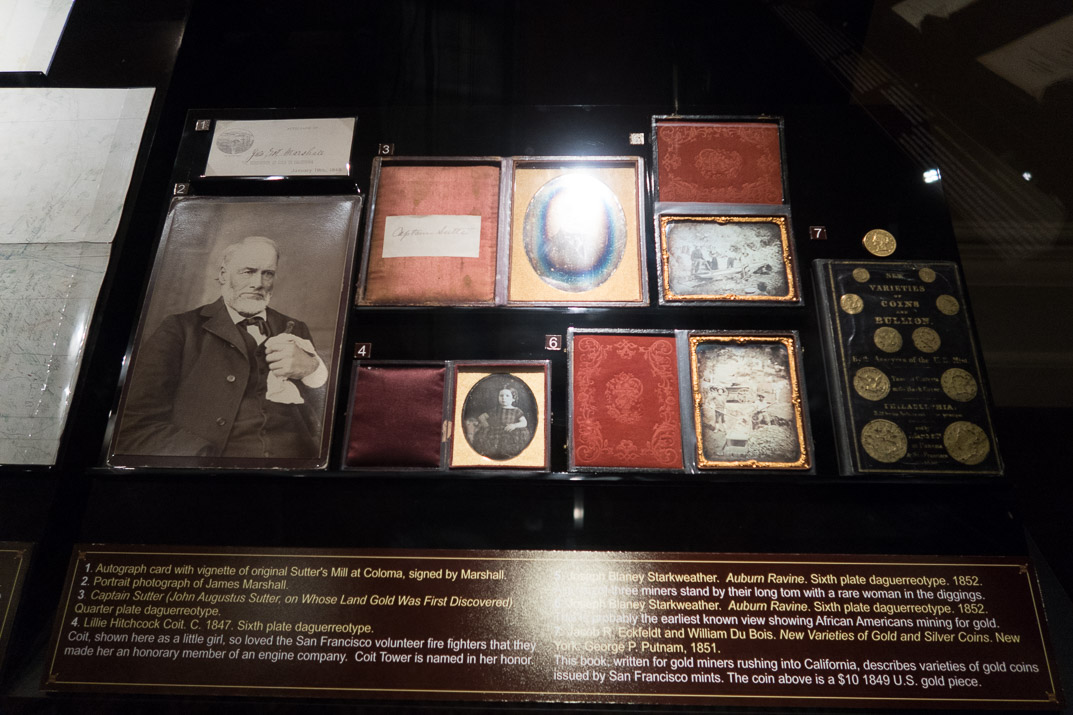 1
Jas. W. Marshall
2
3
Captain Sutter
4
6
7
NEW
VARIETIES
OF
COINS
AND
BULLION.
PHILADELPHIA.
1. Autograph card with vignette of original Sutter's Mill at Coloma, signed by Marshall.
2. Portrait photograph of James Marshall.
3. Captain Sutter (John Augustus Sutter, on Whose Land Gold Was First Discovered)
Quarter plate daguerreotype.
4. Lillie Hitchcock Coit. C. 1847. Sixth plate daguerreotype.
Coit, shown here as a little girl, so loved the San Francisco volunteer fire fighters that they
made her an honorary member of an engine company. Coit Tower is named in her honor.
Blaney Starkweather. Auburn Ravine. Sixth plate daguerreotype. 1852.
three miners stand by their long tom with a rare woman in the diggings.
Blaney Starkweather. Auburn Ravine. Sixth plate daguerreotype. 1852.
probably the earliest known view showing African Americans mining for gold.
Jacob R. Eckfeldt and William Du Bois. New Varieties of Gold and Silver Coins. New
York: George P. Putnam, 1851.
This book, written for gold miners rushing into California, describes varieties of gold coins
issued by San Francisco mints. The coin above is a $10 1849 U.S. gold piece.